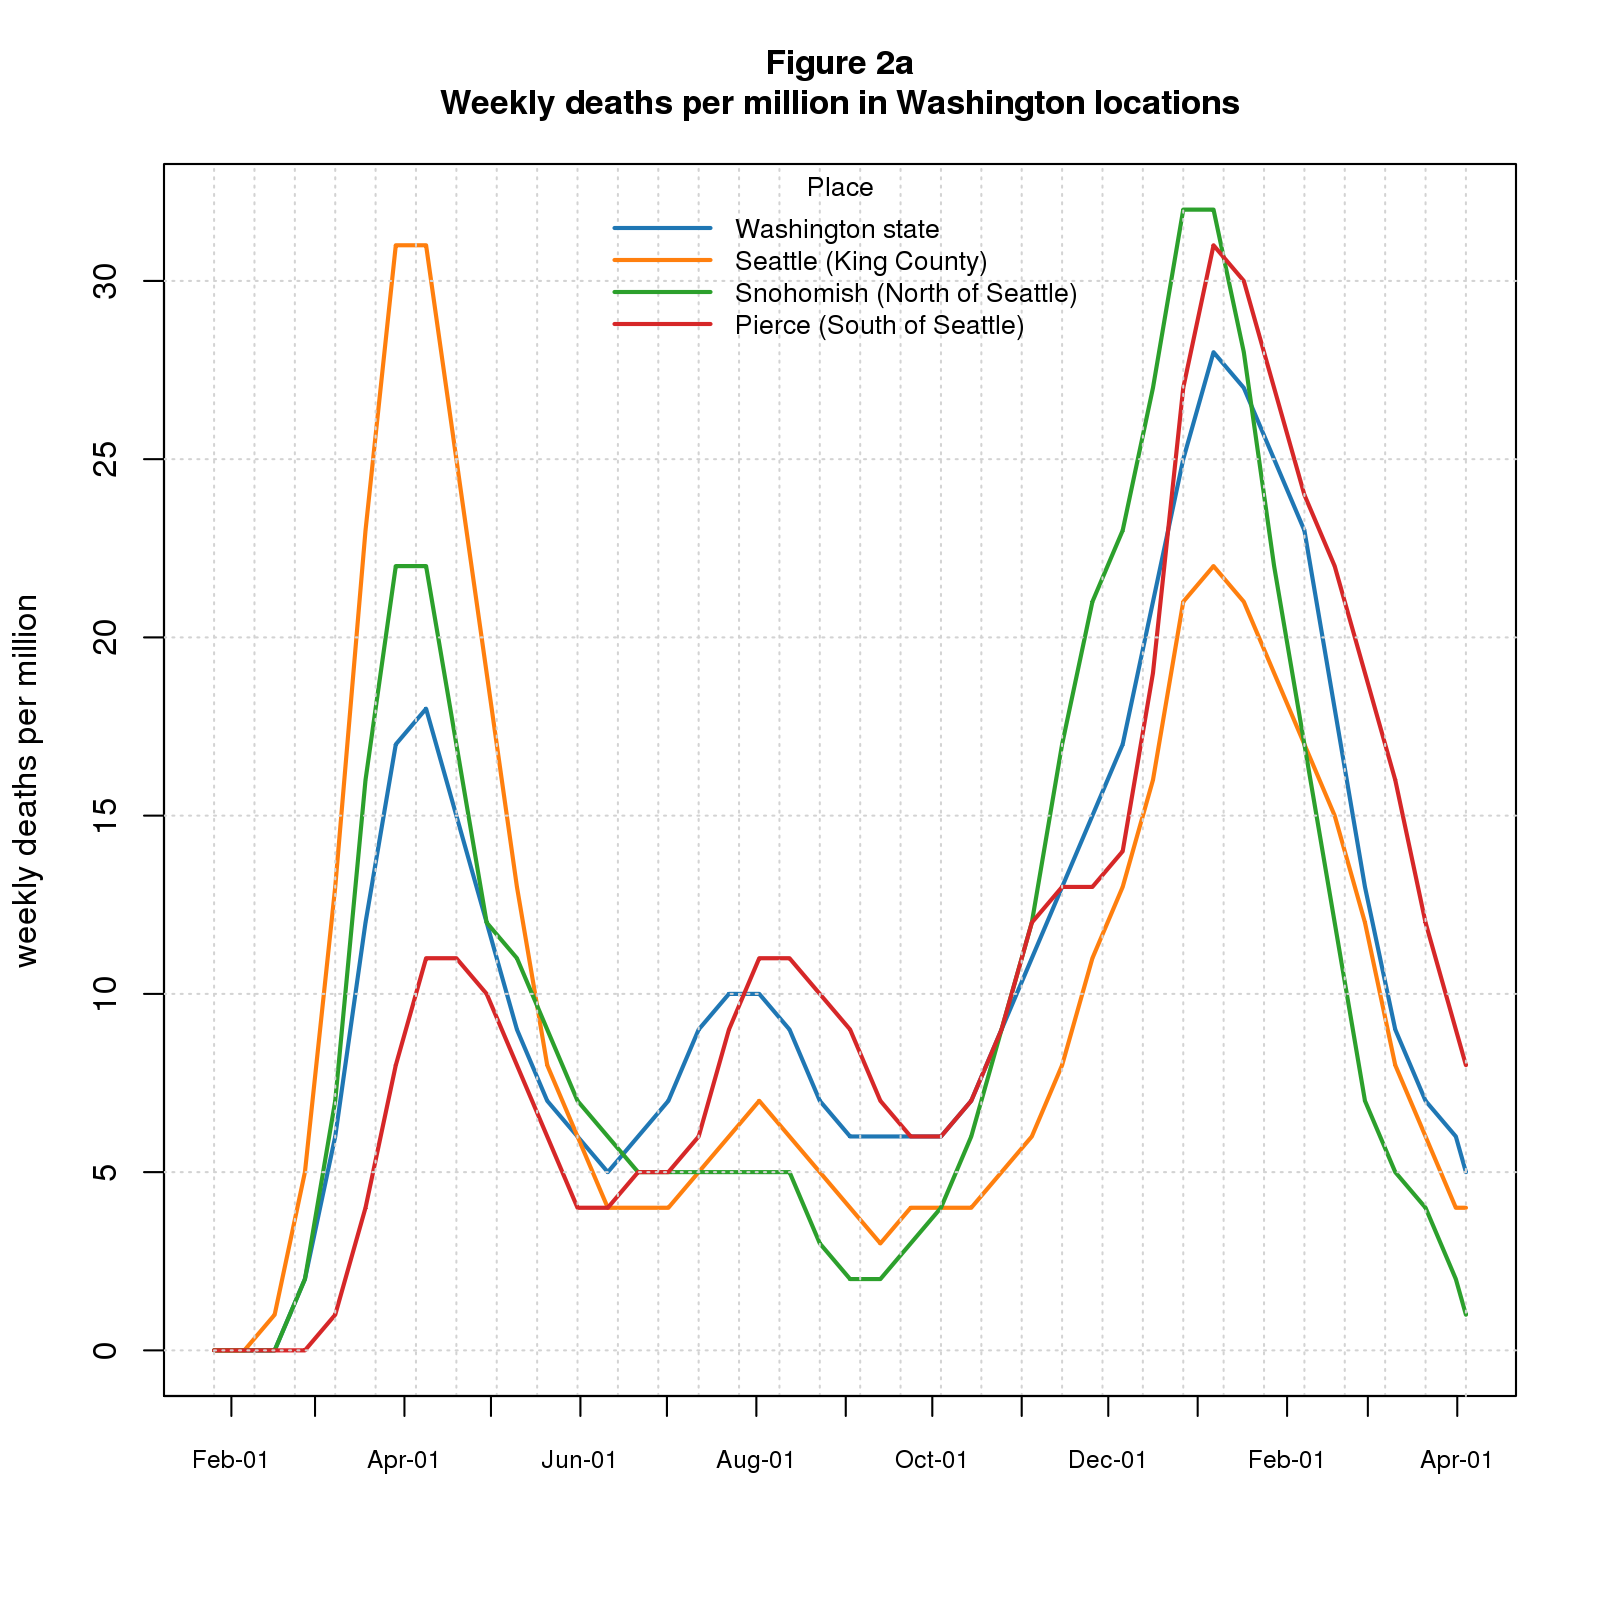 Figure 2a
Weekly deaths per million in Washington locations
Place
Washington state
Seattle (King County)
Snohomish (North of Seattle)
Pierce (South of Seattle)
weekly deaths per million
30
25
20
15
10
5
0
Feb-01 Apr-01 Jun-01 Aug-01 Oct-01 Dec-01 Feb-01 Apr-01